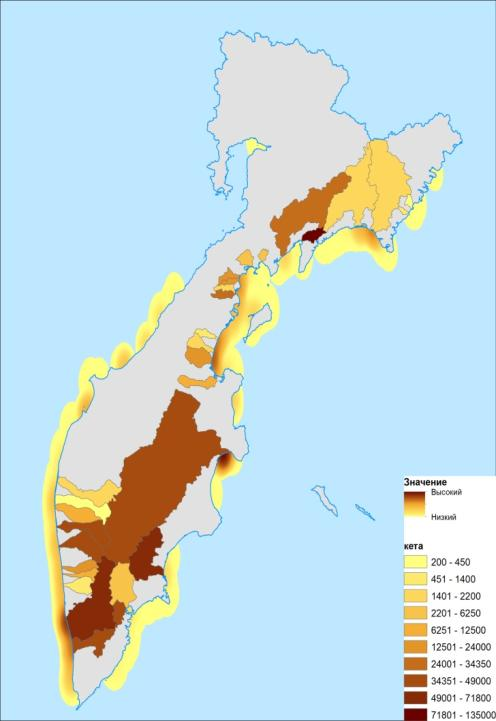 Значение
Высокий
Низкий
кета
200 - 450
451 - 1400
1401 - 2200
2201 - 6250
6251 - 12500
12501 - 24000
24001 - 34350
34351 - 49000
49001 - 71800
71801 - 135000